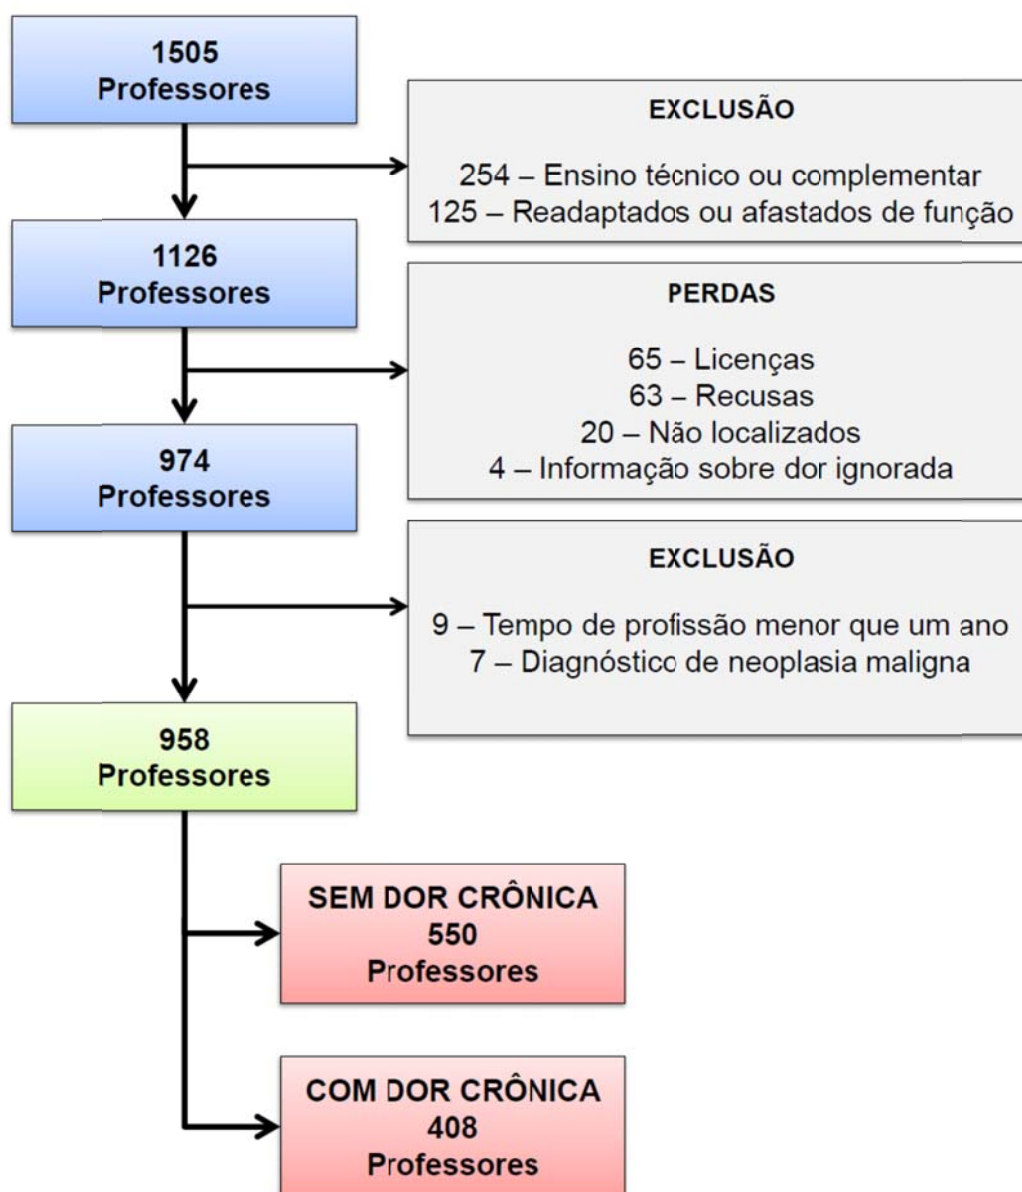 1505
Professores
EXCLUSÃO
254 – Ensino técnico ou complementar
125 – Readaptados ou afastados de função
1126
Professores
PERDAS
65 – Licenças
63 – Recusas
20 – Não localizados
4 – Informação sobre dor ignorada
974
Professores
EXCLUSÃO
9 – Tempo de profissão menor que um ano
7 – Diagnóstico de neoplasia maligna
958
Professores
SEM DOR CRÔNICA
550
Professores
COM DOR CRÔNICA
408
Professores